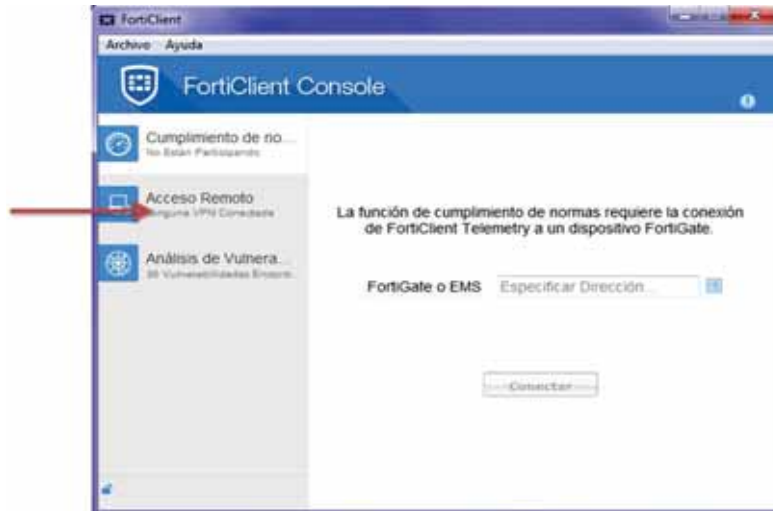 FortiClient
Archivo Ayuda
FortiClient Console
Cumplimiento de no...
No Están Participando
Acceso Remoto
Ninguna VPN Conectada
Análisis de Vulnera...
Vulnerabilidades
La función de cumplimiento de normas requiere la conexión
de FortiClient Telemetry a un dispositivo FortiGate.
FortiGate o EMS Especificar Dirección...
Conectar